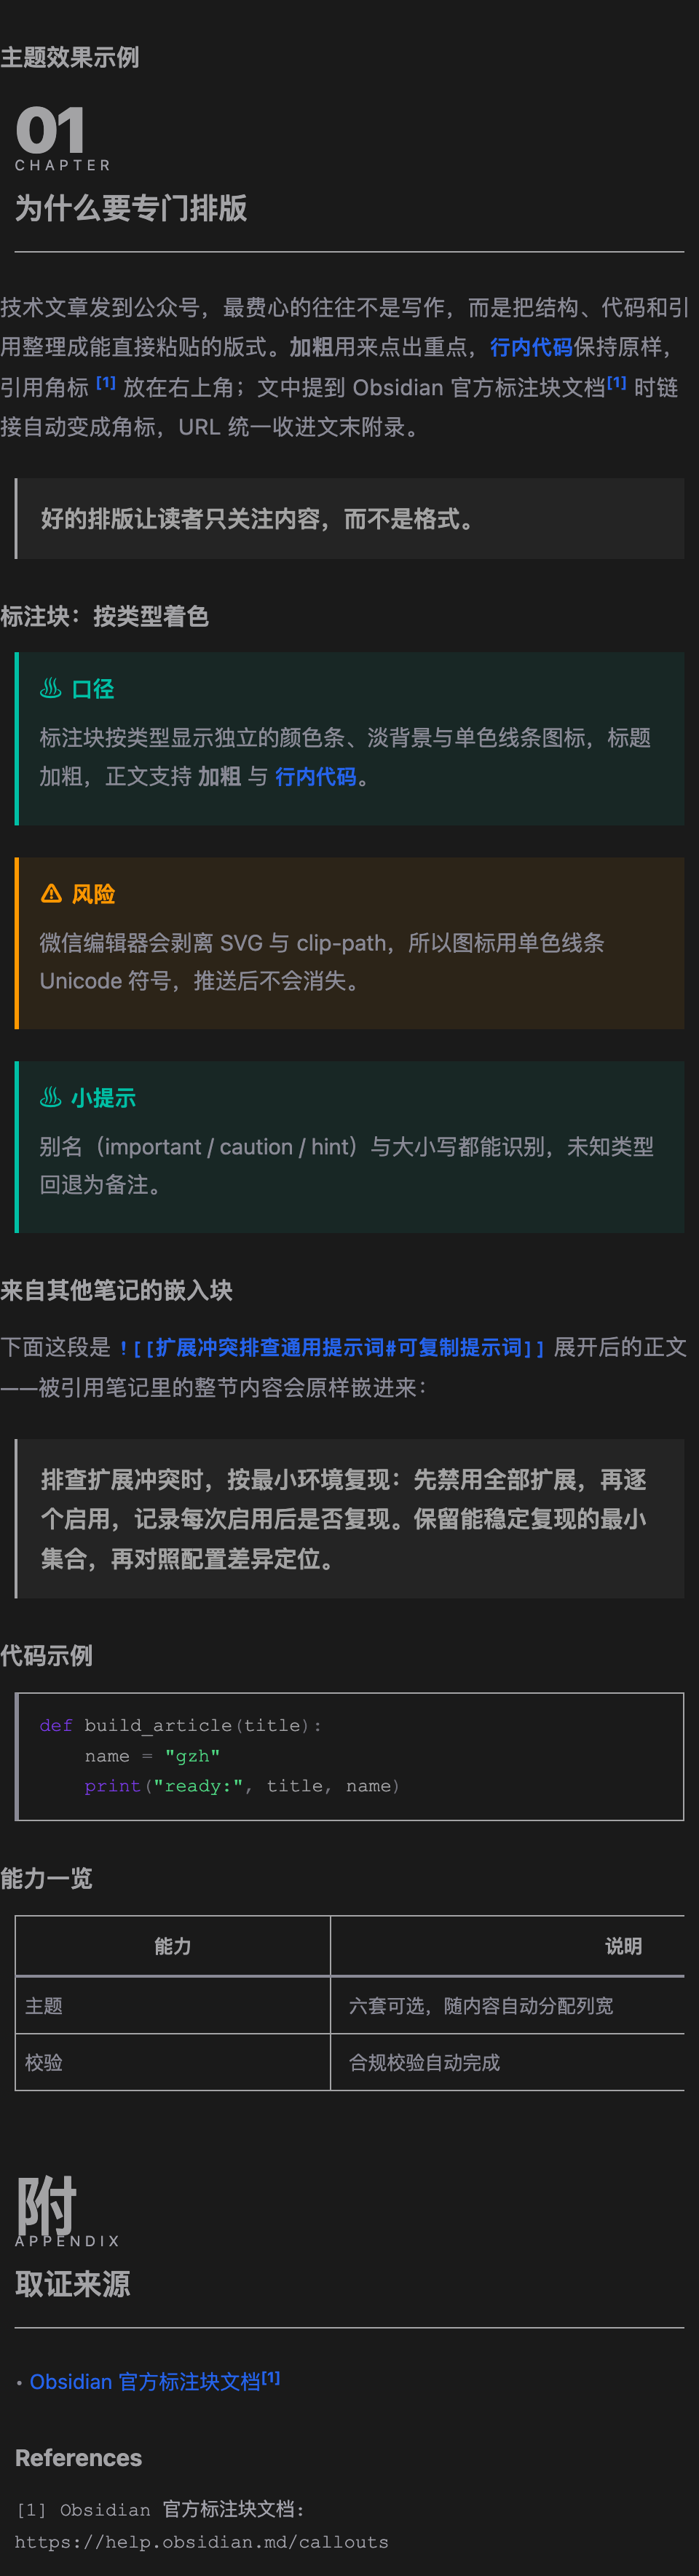 主题效果示例
01
CHAPTER
为什么要专门排版
技术文章发到公众号，最费心的往往不是写作，而是把结构、代码和引
用整理成能直接粘贴的版式。加粗用来点出重点，行内代码保持原样，
引用角标 [1] 放在右上角；文中提到 Obsidian 官方标注块文档[1] 时链
接自动变成角标，URL 统一收进文末附录。
好的排版让读者只关注内容，而不是格式。
标注块：按类型着色
♨ 口径
标注块按类型显示独立的颜色条、淡背景与单色线条图标，标题
加粗，正文支持 加粗 与 行内代码。
⚠ 风险
微信编辑器会剥离 SVG 与 clip-path，所以图标用单色线条
Unicode 符号，推送后不会消失。
♨ 小提示
别名（important / caution / hint）与大小写都能识别，未知类型
回退为备注。
来自其他笔记的嵌入块
下面这段是 ![[扩展冲突排查通用提示词#可复制提示词]] 展开后的正文
——被引用笔记里的整节内容会原样嵌进来：
排查扩展冲突时，按最小环境复现：先禁用全部扩展，再逐
个启用，记录每次启用后是否复现。保留能稳定复现的最小
集合，再对照配置差异定位。
代码示例
def build_article(title):
    name = "gzh"
    print("ready:", title, name)
能力一览
能力 说明
主题 六套可选，随内容自动分配列宽
校验 合规校验自动完成
附
APPENDIX
取证来源
• Obsidian 官方标注块文档[1]
References
[1] Obsidian 官方标注块文档:
https://help.obsidian.md/callouts